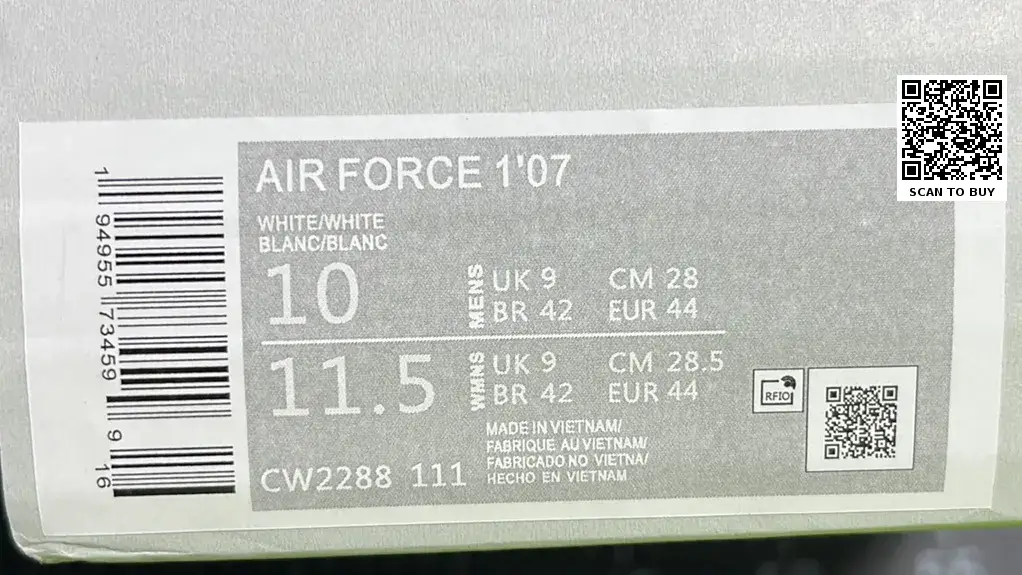 SCAN TO BUY
AIR FORCE 1'07
WHITE/WHITE
BLANC/BLANC
10
MENS
UK 9 CM 28
BR 42 EUR 44
11.5
WMNS
UK 9 CM 28.5
BR 42 EUR 44
MADE IN VIETNAM/
FABRIQUE AU VIETNAM/
FABRICADO NO VIETNA/
HECHO EN VIETNAM
CW2288 111
RFIO
1 94955 73459 9 16